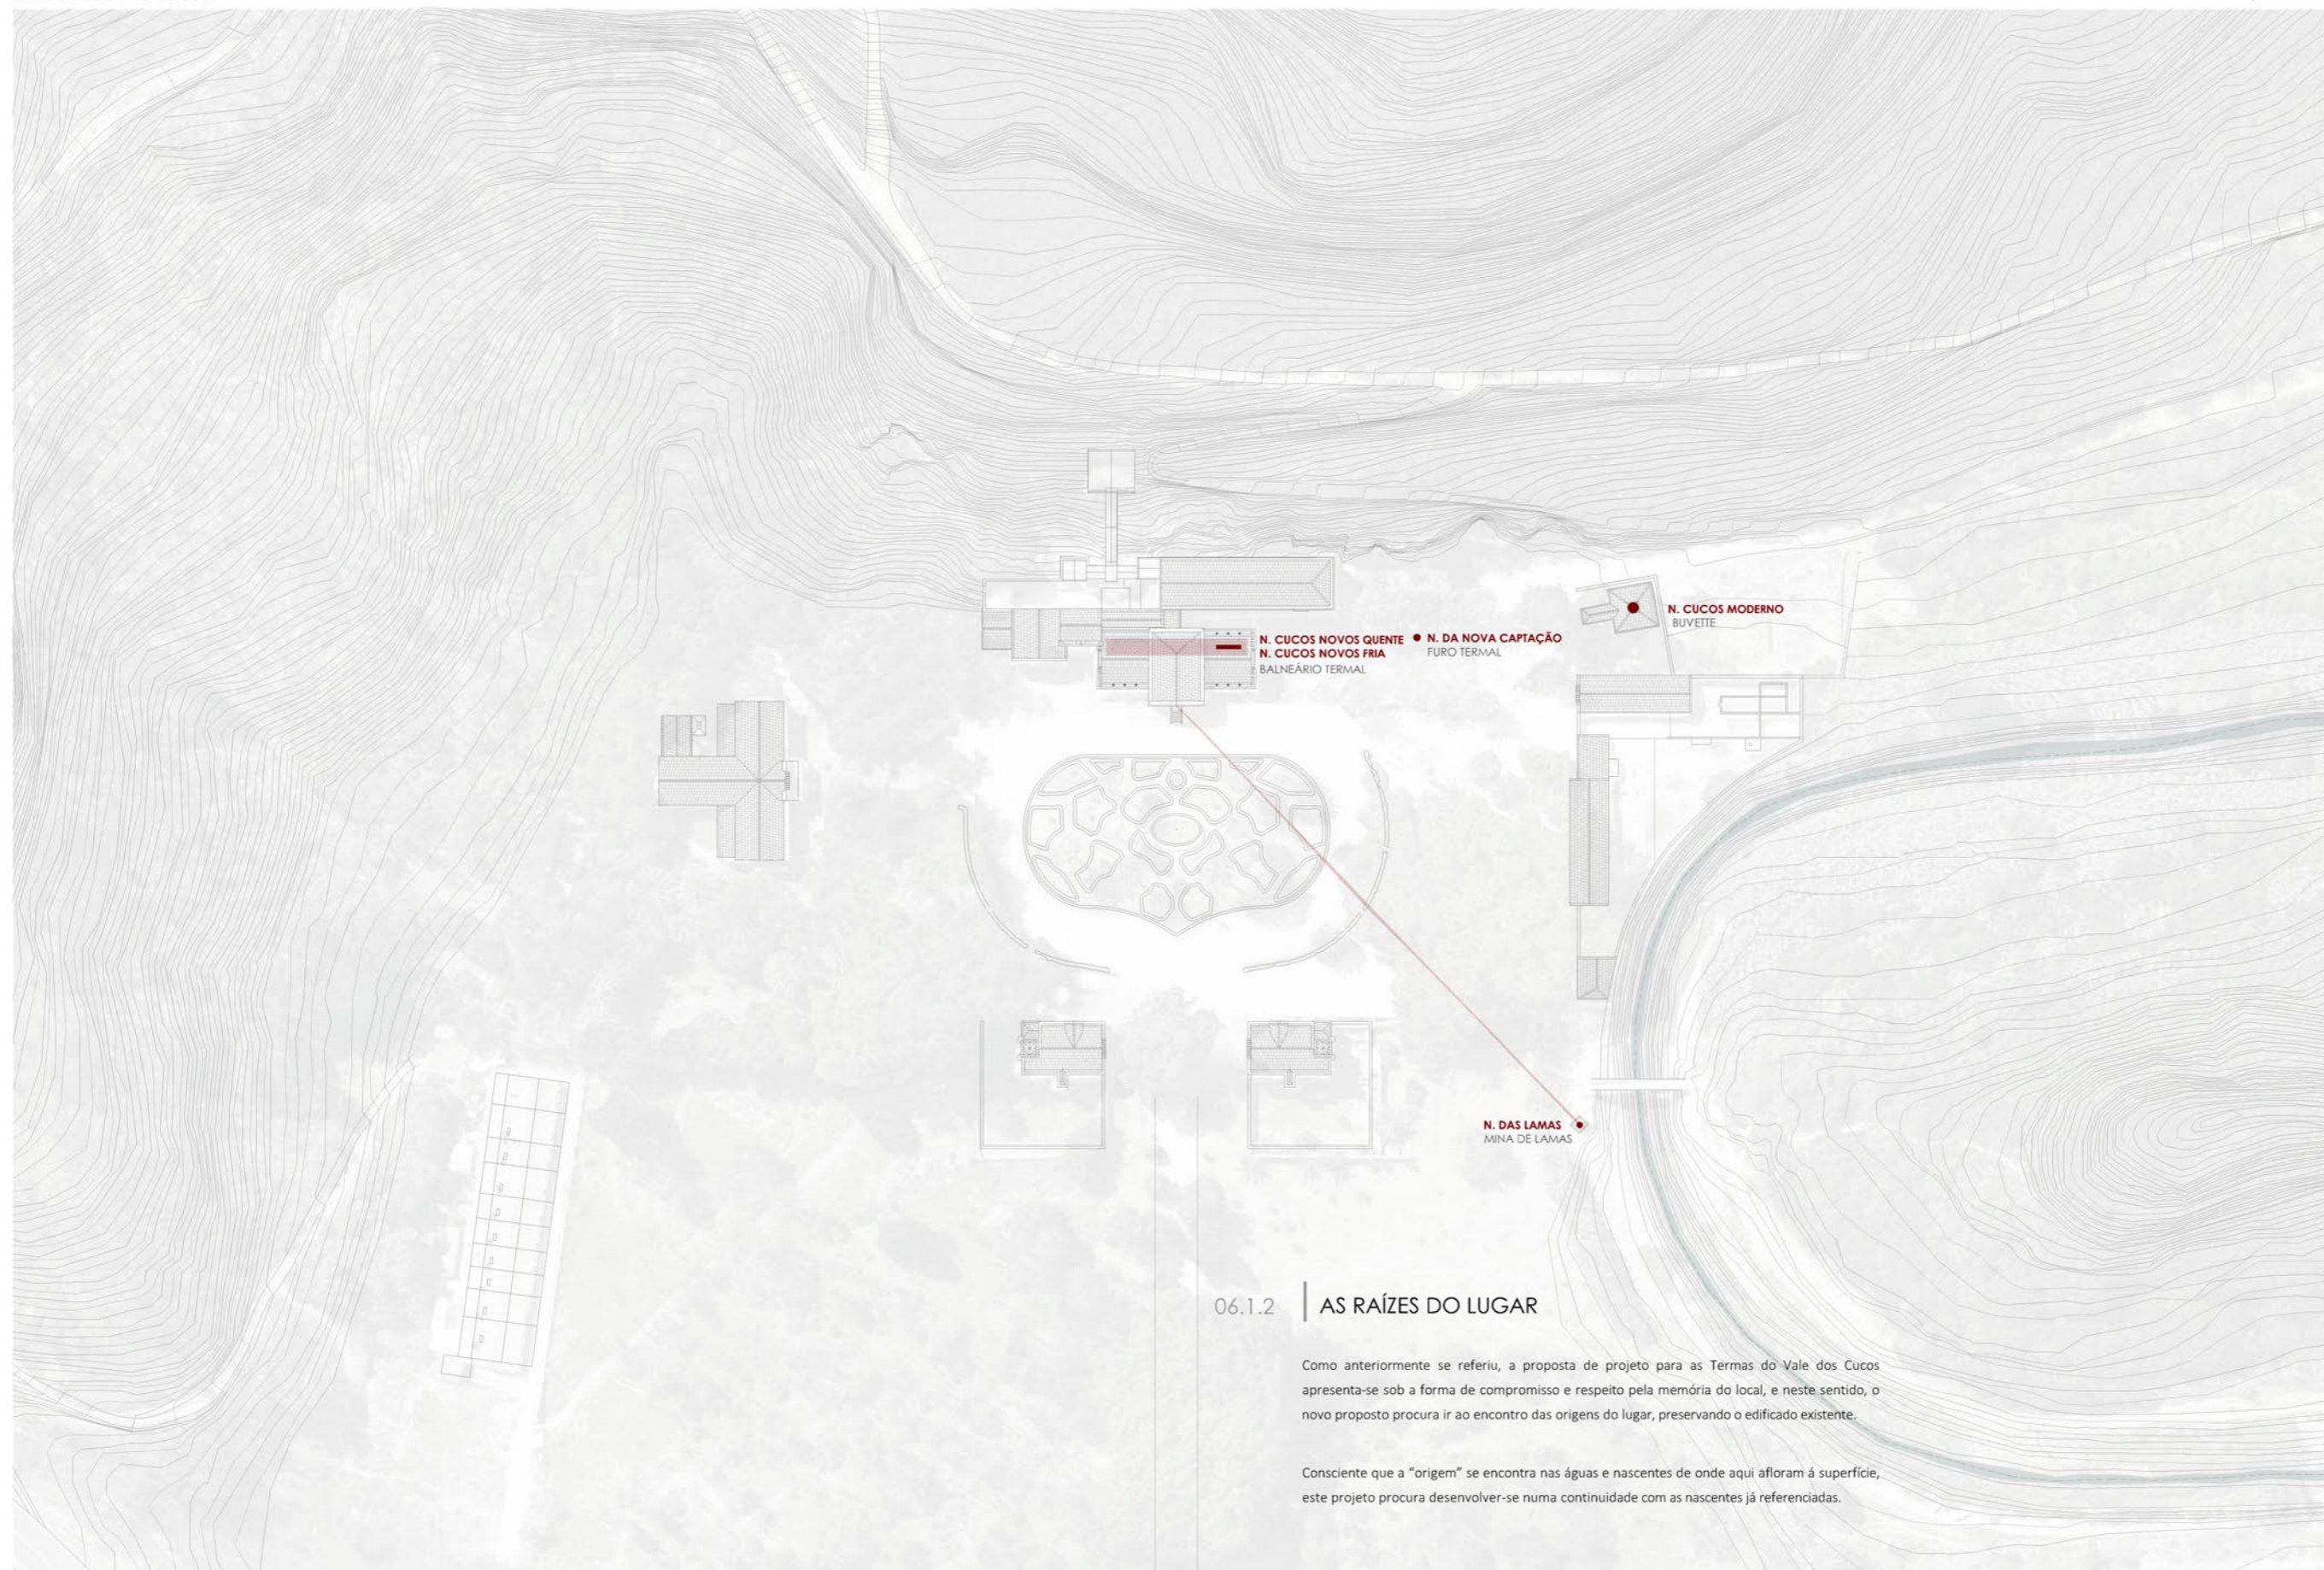 N. CUCOS MODERNO
BUVETTE
N. CUCOS NOVOS QUENTE
N. CUCOS NOVOS FRIA
BALNEÁRIO TERMAL
N. DA NOVA CAPTAÇÃO
FURO TERMAL
N. DAS LAMAS
MINA DE LAMAS
06.1.2
AS RAÍZES DO LUGAR
Como anteriormente se referiu, a proposta de projeto para as Termas do Vale dos Cucos
apresenta-se sob a forma de compromisso e respeito pela memória do local, e neste sentido, o
novo proposto procura ir ao encontro das origens do lugar, preservando o edificado existente.
Consciente que a “origem” se encontra nas águas e nascentes de onde aqui afloram á superfície,
este projeto procura desenvolver-se numa continuidade com as nascentes já referenciadas.